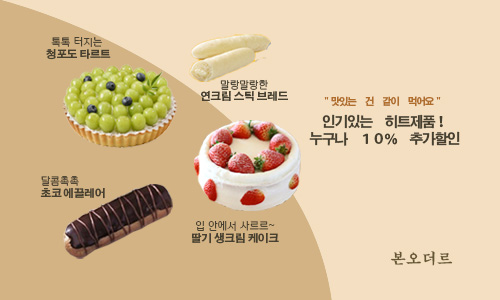 톡톡 터지는
청포도 타르트
말랑말랑한
연크림 스틱 브레드
" 맛있는 건 같이 먹어요 "
인기있는 히트제품 !
누구나 10% 추가할인
달콤촉촉
초코 에끌레어
입 안에서 사르르~
딸기 생크림 케이크
본오더르